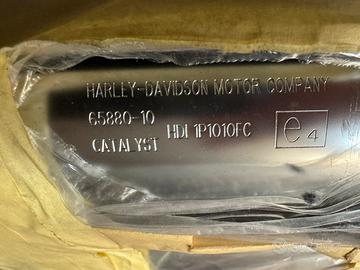 HARLEY-DAVIDSON MOTOR COMPANY
65880-10
HDI 1P1010FC
e4
CATALYST